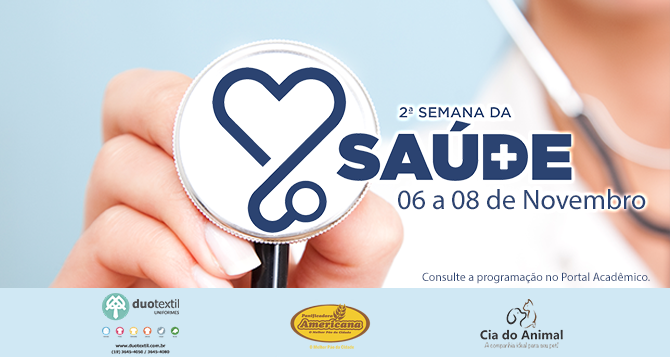 2ª SEMANA DA
SAÚDE
06 a 08 de Novembro
Consulte a programação no Portal Acadêmico.
duotextil
UNIFORMES
www.duotextil.com.br
Panificadora
Americana
Cia do Animal
A companhia ideal para seu pet!